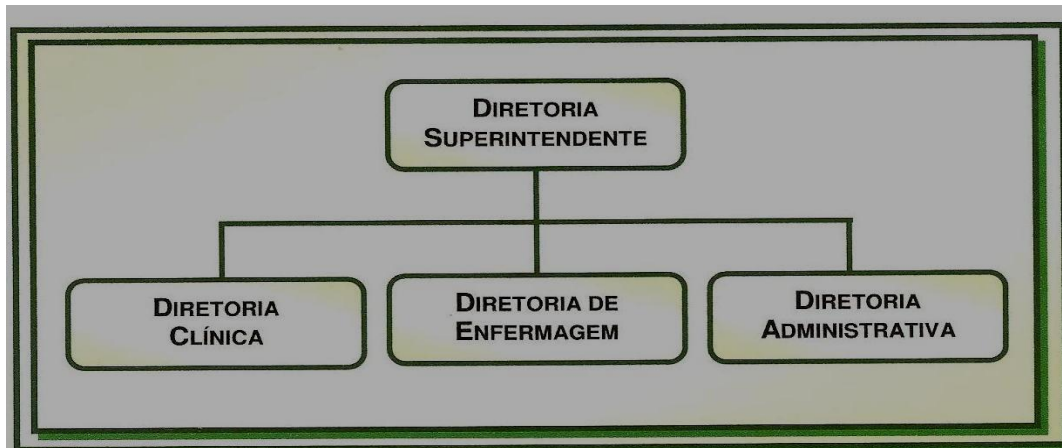 DIRETORIA
SUPERINTENDENTE
DIRETORIA
CLÍNICA
DIRETORIA DE
ENFERMAGEM
DIRETORIA
ADMINISTRATIVA